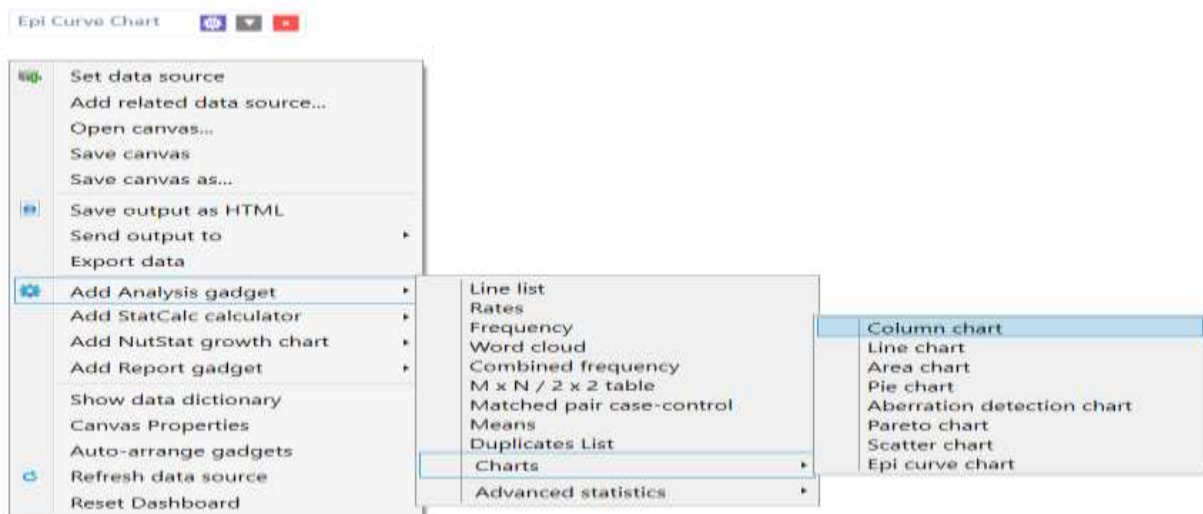 Epi Curve Chart
Set data source
Add related data source...
Open canvas...
Save canvas
Save canvas as...
Save output as HTML
Send output to
Export data
Add Analysis gadget
Add StatCalc calculator
Add NutStat growth chart
Add Report gadget
Show data dictionary
Canvas Properties
Auto-arrange gadgets
Refresh data source
Reset Dashboard
Line list
Rates
Frequency
Word cloud
Combined frequency
M x N / 2 x 2 table
Matched pair case-control
Means
Duplicates List
Charts
Advanced statistics
Column chart
Line chart
Area chart
Pie chart
Aberration detection chart
Pareto chart
Scatter chart
Epi curve chart